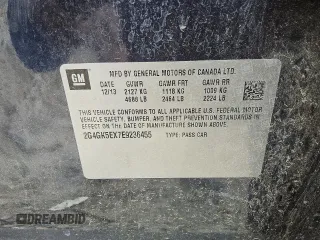 GM
MFD BY GENERAL MOTORS OF CANADA LTD.
DATE GVWR GAWR FRT GAWR RR
12/13 2127 KG 1118 KG 1009 KG
4688 LB 2464 LB 2224 LB
THIS VEHICLE CONFORMS TO ALL APPLICABLE U.S. FEDERAL MOTOR
VEHICLE SAFETY, BUMPER, AND THEFT PREVENTION STANDARDS IN
EFFECT ON THE DATE OF MANUFACTURE SHOWN ABOVE.
2G4GK5EX7E9236455 TYPE: PASS CAR
DREAMBID